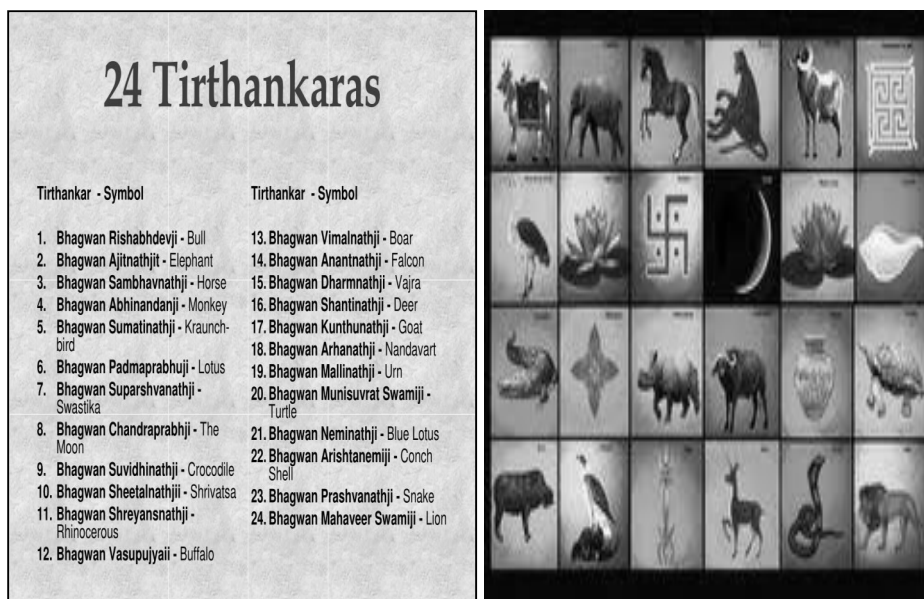 24 Tirthankaras
Tirthankar - Symbol
1. Bhagwan Rishabhdevji - Bull
2. Bhagwan Ajitnathjit - Elephant
3. Bhagwan Sambhavnathji - Horse
4. Bhagwan Abhinandanji - Monkey
5. Bhagwan Sumatinathji - Kraunch-
bird
6. Bhagwan Padmaprabhuji - Lotus
7. Bhagwan Suparshvanathji -
Swastika
8. Bhagwan Chandraprabhji - The
Moon
9. Bhagwan Suvidhinathji - Crocodile
10. Bhagwan Sheetalnathjii - Shrivatsa
11. Bhagwan Shreyansnathji -
Rhinocerous
12. Bhagwan Vasupujyaii - Buffalo
Tirthankar - Symbol
13. Bhagwan Vimalnathji - Boar
14. Bhagwan Anantnathji - Falcon
15. Bhagwan Dharmnathji - Vajra
16. Bhagwan Shantinathji - Deer
17. Bhagwan Kunthunathji - Goat
18. Bhagwan Arhanathji - Nandavart
19. Bhagwan Mallinathji - Urn
20. Bhagwan Munisuvrat Swamiji -
Turtle
21. Bhagwan Neminathji - Blue Lotus
22. Bhagwan Arishtanemiji - Conch
Shell
23. Bhagwan Prashvanathji - Snake
24. Bhagwan Mahaveer Swamiji - Lion